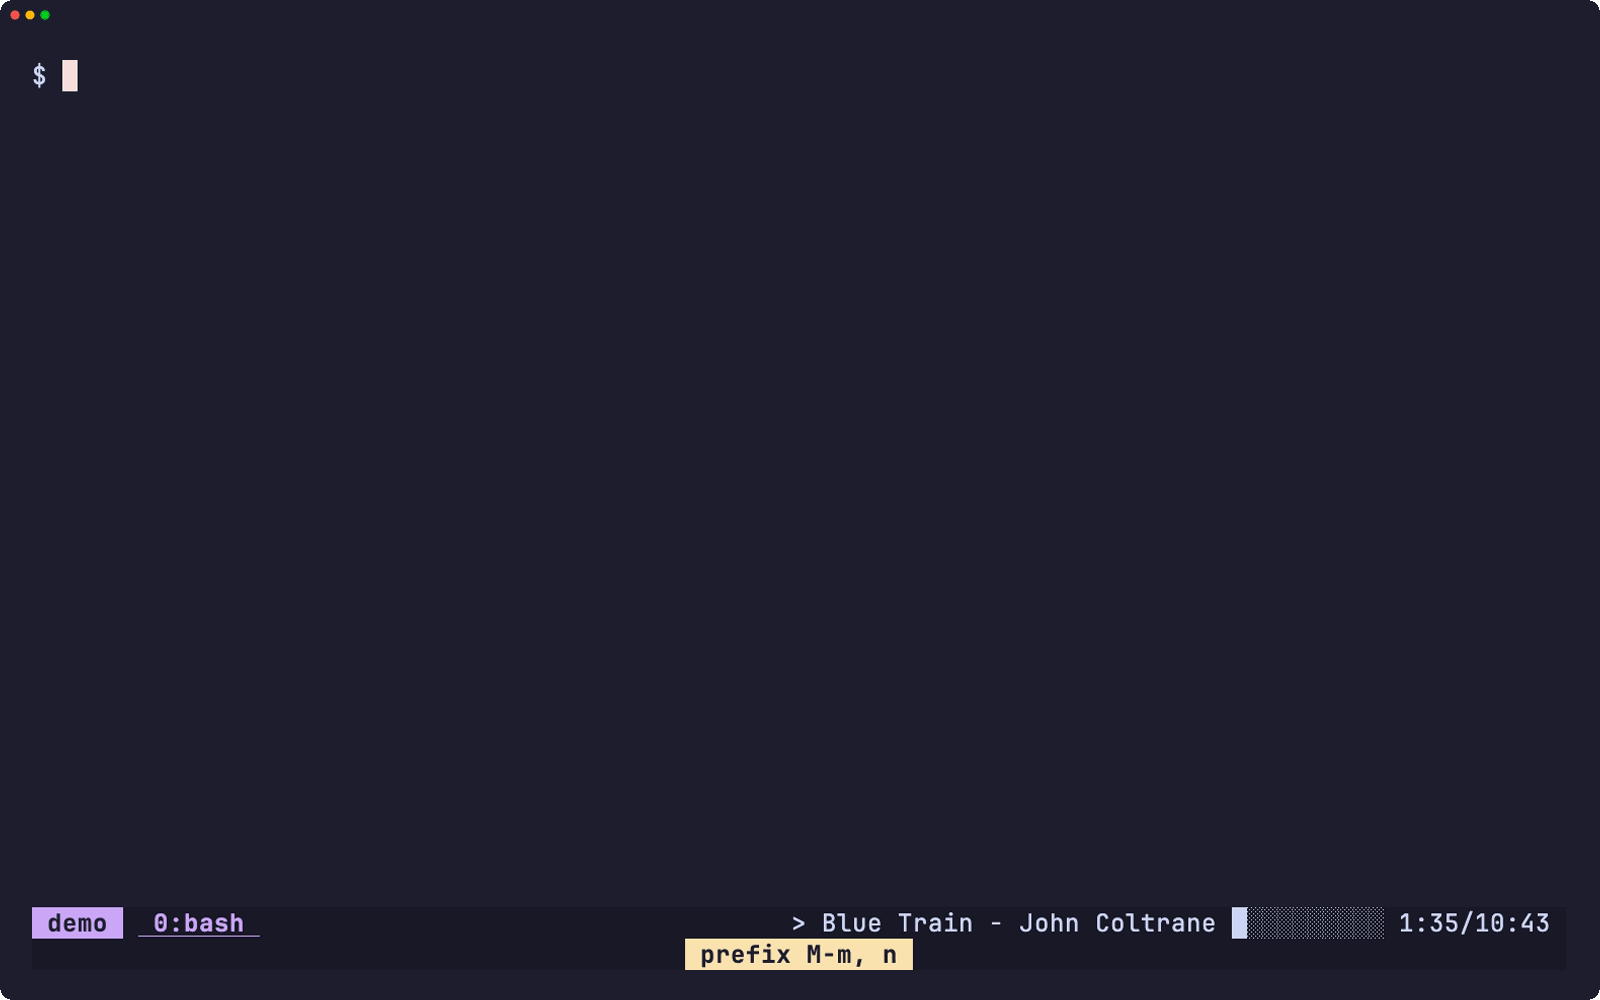 $
demo 0:bash > Blue Train - John Coltrane 1:35/10:43
prefix M-m, n